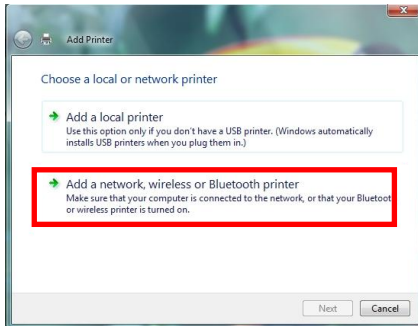 Add Printer
Choose a local or network printer
Add a local printer
Use this option only if you don't have a USB printer. (Windows automatically
installs USB printers when you plug them in.)
Add a network, wireless or Bluetooth printer
Make sure that your computer is connected to the network, or that your Bluetoot
or wireless printer is turned on.
Next
Cancel